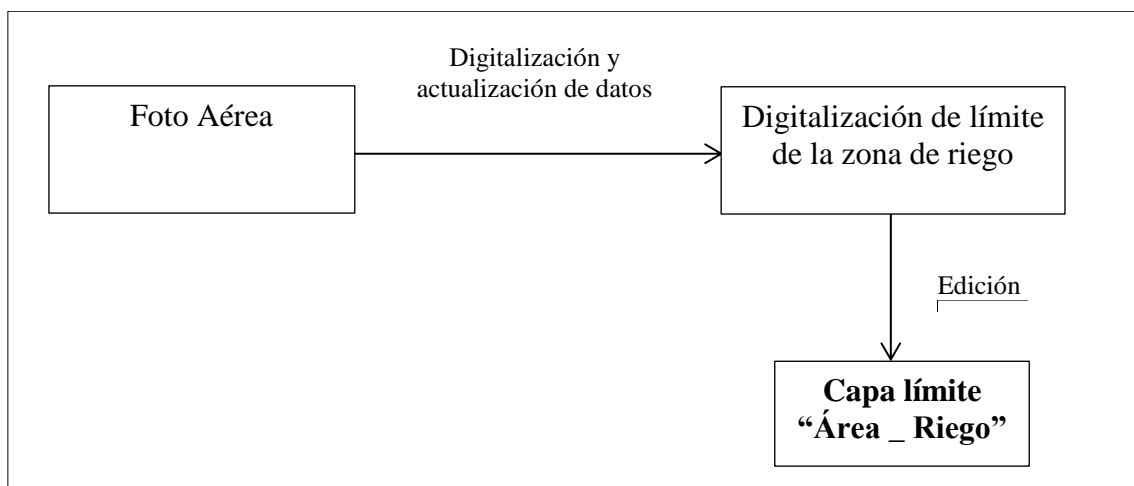 Digitalización y
actualización de datos
Foto Aérea
Digitalización de límite
de la zona de riego
Edición
Capa límite
“Área _ Riego”